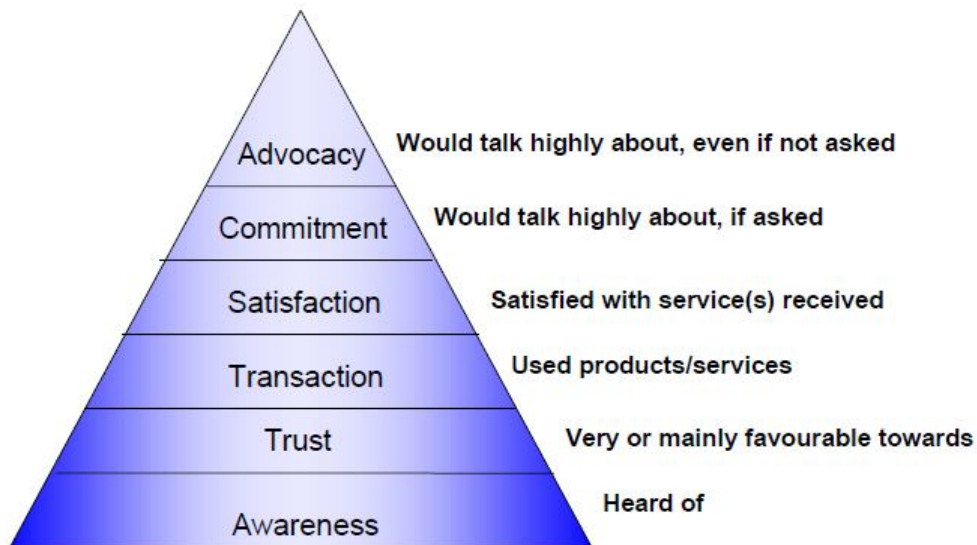 Advocacy
Would talk highly about, even if not asked
Commitment
Would talk highly about, if asked
Satisfaction
Satisfied with service(s) received
Transaction
Used products/services
Trust
Very or mainly favourable towards
Awareness
Heard of